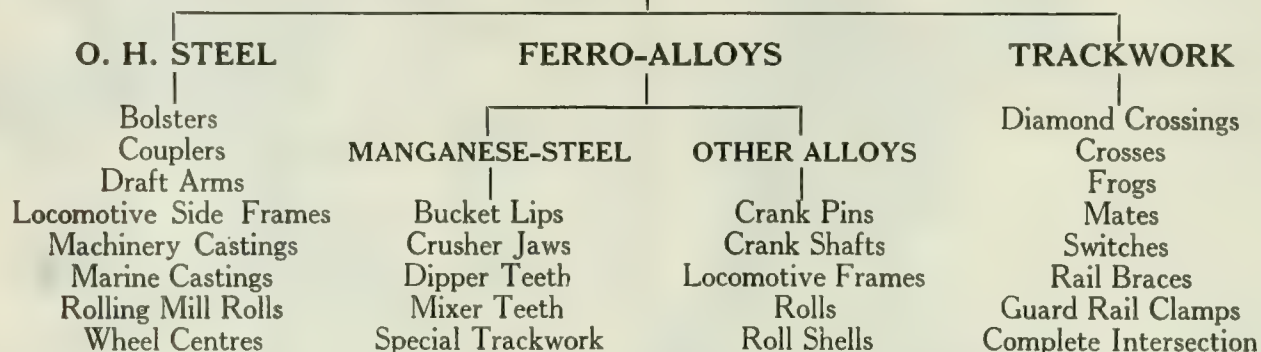 O. H. STEEL
Bolsters
Couplers
Draft Arms
Locomotive Side Frames
Machinery Castings
Marine Castings
Rolling Mill Rolls
Wheel Centres
FERRO-ALLOYS
MANGANESE-STEEL
Bucket Lips
Crusher Jaws
Dipper Teeth
Mixer Teeth
Special Trackwork
OTHER ALLOYS
Crank Pins
Crank Shafts
Locomotive Frames
Rolls
Roll Shells
TRACKWORK
Diamond Crossings
Crosses
Frogs
Mates
Switches
Rail Braces
Guard Rail Clamps
Complete Intersection